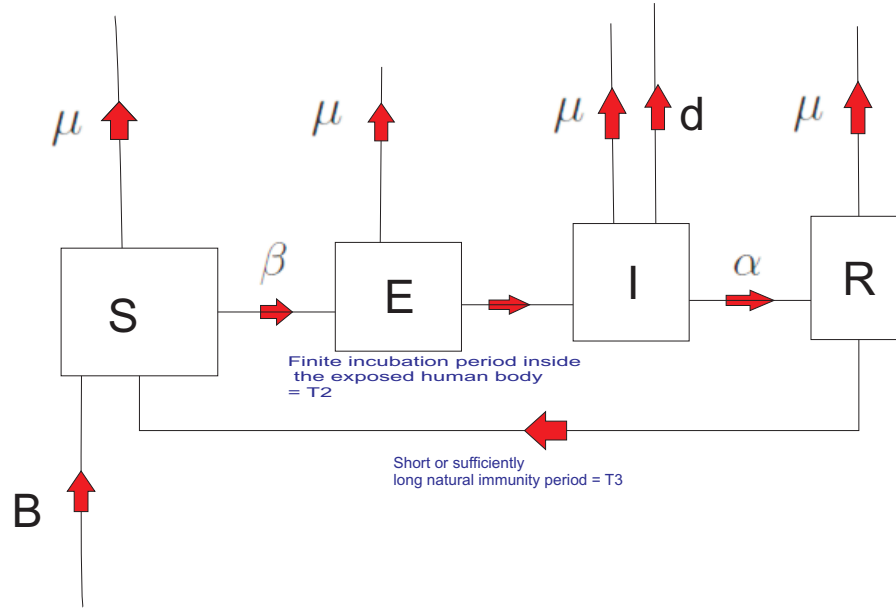 μ
μ
μ
d
μ
S
β
E
I
α
R
Finite incubation period inside
the exposed human body
= T2
Short or sufficiently
long natural immunity period = T3
B